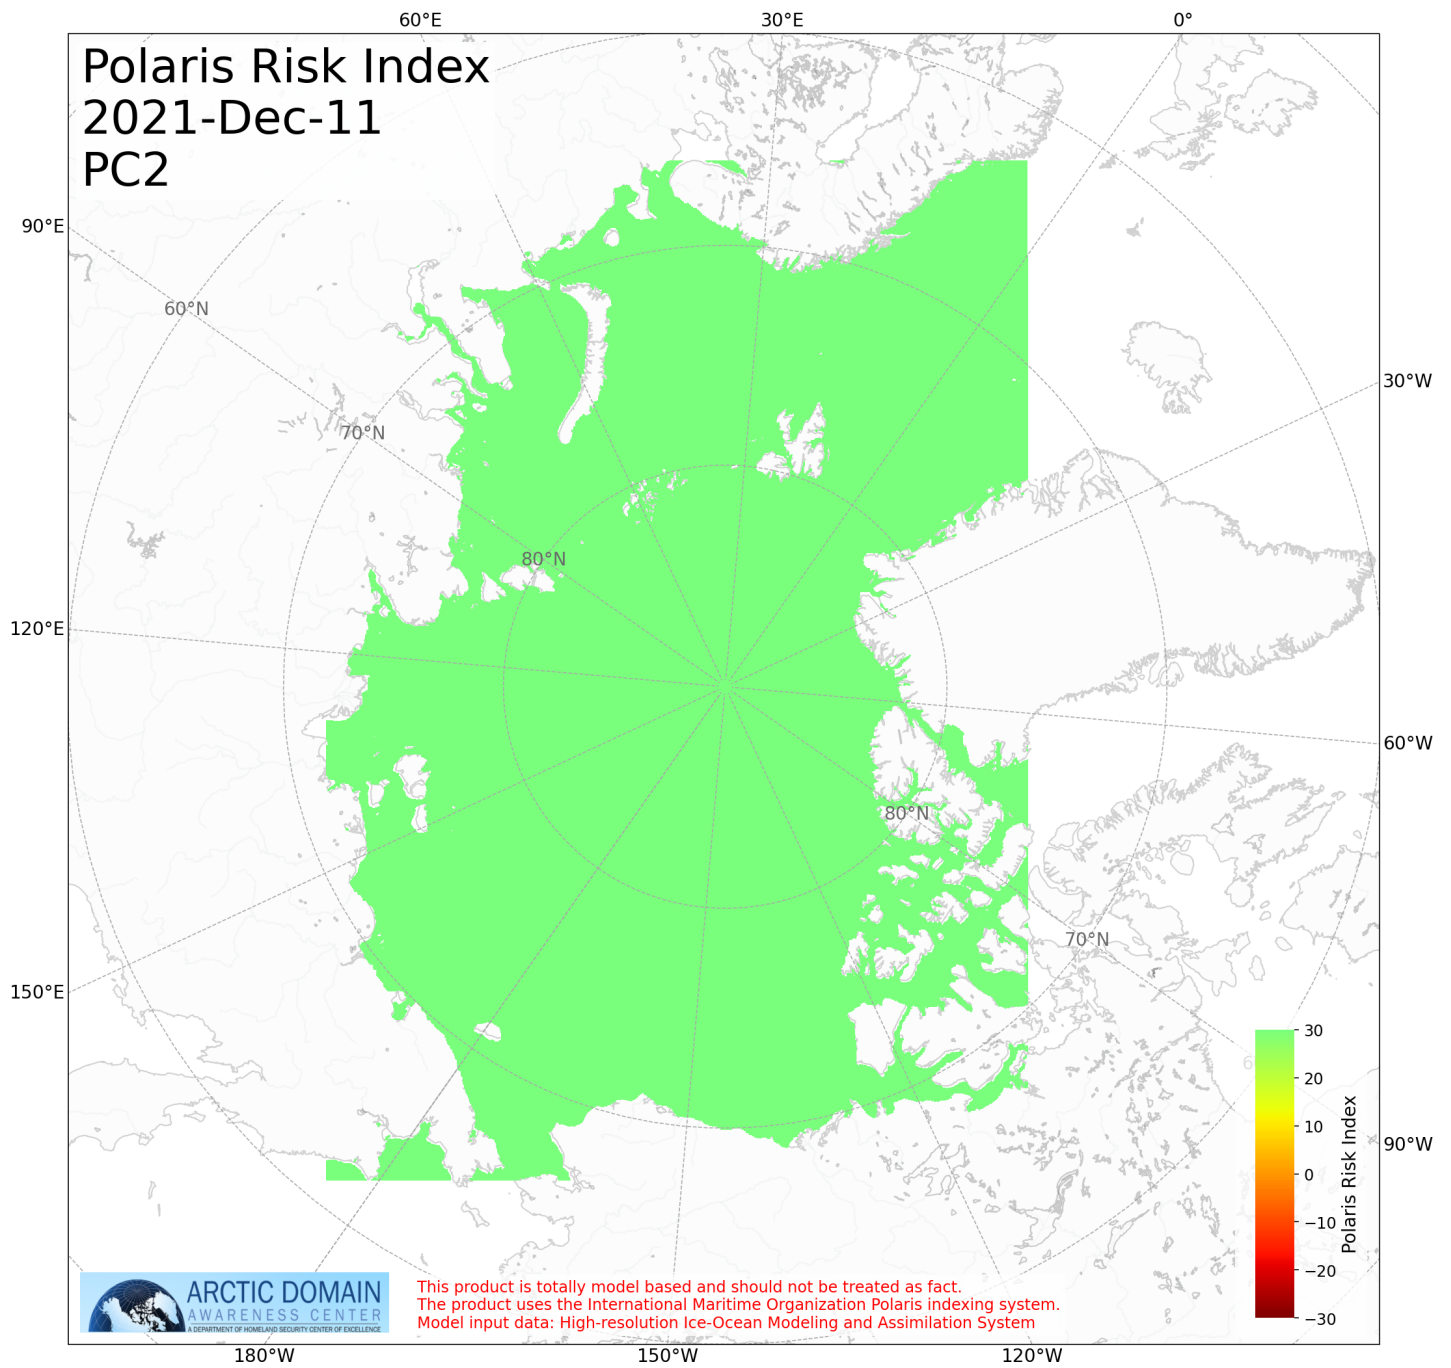 60°E 30°E 0°
Polaris Risk Index
2021-Dec-11
PC2
90°E
60°N
30°W
70°N
80°N
120°E
60°W
80°N
70°N
150°E
30
20
10
0
−10
−20
−30
Polaris Risk Index
90°W
ARCTIC DOMAIN
AWARENESS CENTER
A DEPARTMENT OF HOMELAND SECURITY CENTER OF EXCELLENCE
This product is totally model based and should not be treated as fact.
The product uses the International Maritime Organization Polaris indexing system.
Model input data: High-resolution Ice-Ocean Modeling and Assimilation System
180°W 150°W 120°W